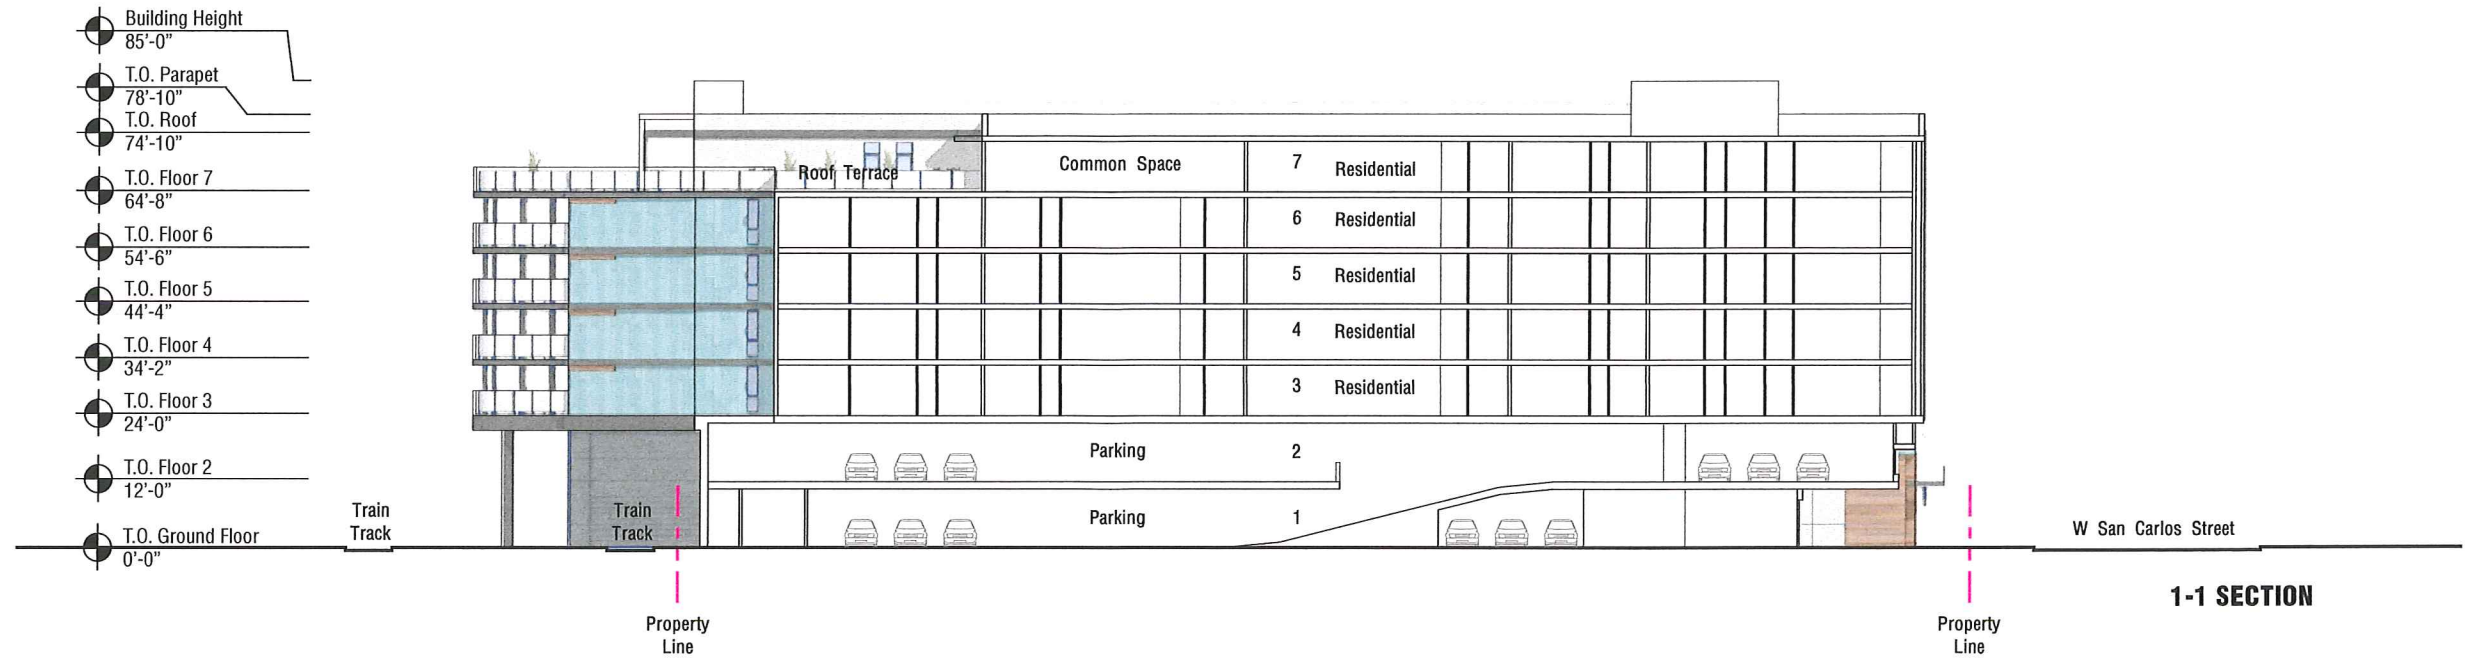 Building Height
85'-0"
T.O. Parapet
78'-10"
T.O. Roof
74'-10"
T.O. Floor 7
64'-8"
T.O. Floor 6
54'-6"
T.O. Floor 5
44'-4"
T.O. Floor 4
34'-2"
T.O. Floor 3
24'-0"
T.O. Floor 2
12'-0"
T.O. Ground Floor
0'-0"
Roof Terrace
Common Space
7 Residential
6 Residential
5 Residential
4 Residential
3 Residential
Parking 2
Parking 1
Train
Track
Train
Track
W San Carlos Street
Property
Line
Property
Line
1-1 SECTION